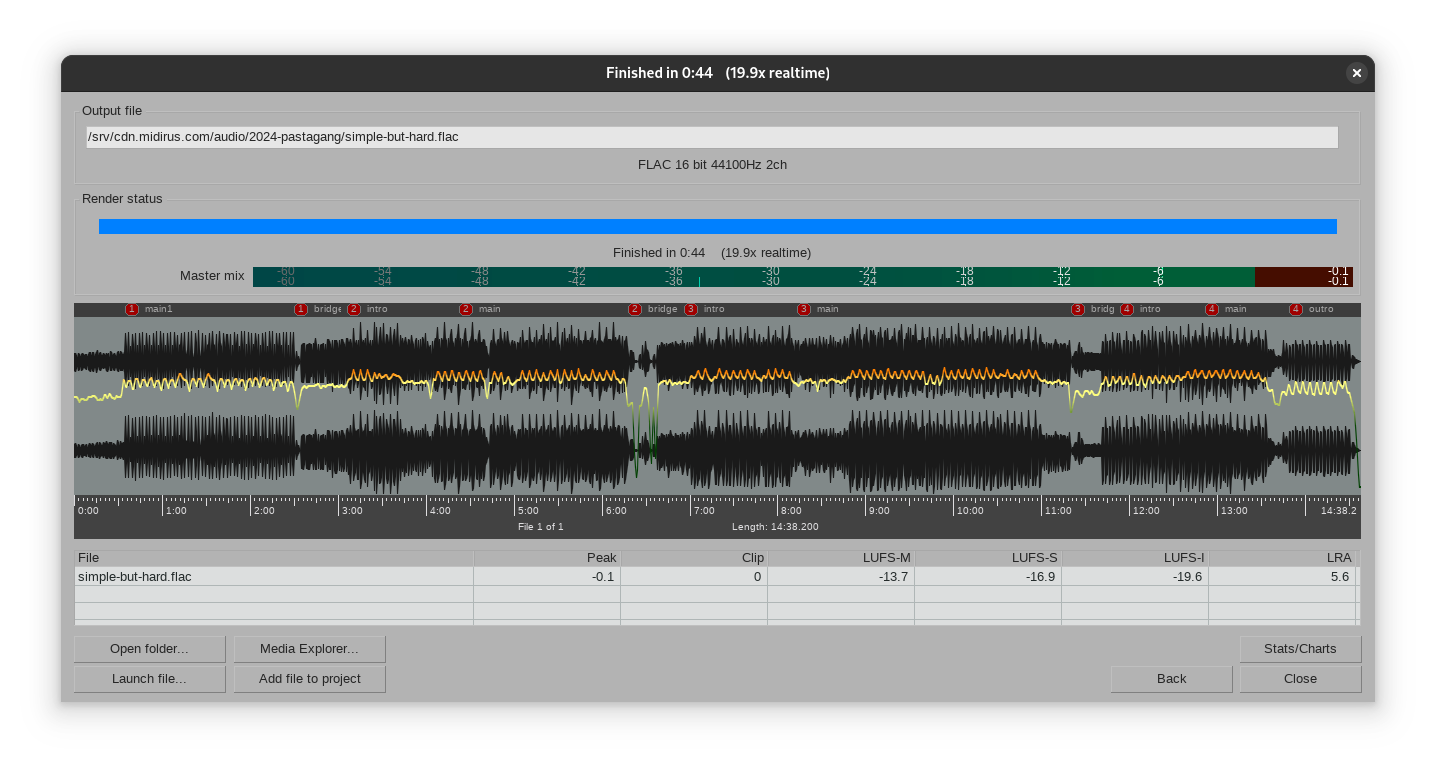 Finished in 0:44 (19.9x realtime)
Output file
/srv/cdn.midirus.com/audio/2024-pastagang/simple-but-hard.flac
FLAC 16 bit 44100Hz 2ch
Render status
Finished in 0:44 (19.9x realtime)
Master mix
-60 -54 -48 -42 -36 -30 -24 -18 -12 -6 -0.1
-60 -54 -48 -42 -36 -30 -24 -18 -12 -6 -0.1
1 main1 1 bridge 2 intro 2 main 2 bridge 3 intro 3 main 3 bridg 4 intro 4 main 4 outro
0:00 1:00 2:00 3:00 4:00 5:00 6:00 7:00 8:00 9:00 10:00 11:00 12:00 13:00 14:38.2
File 1 of 1 Length: 14:38.200
File Peak Clip LUFS-M LUFS-S LUFS-I LRA
simple-but-hard.flac -0.1 0 -13.7 -16.9 -19.6 5.6
Open folder... Media Explorer... Stats/Charts
Launch file... Add file to project Back Close